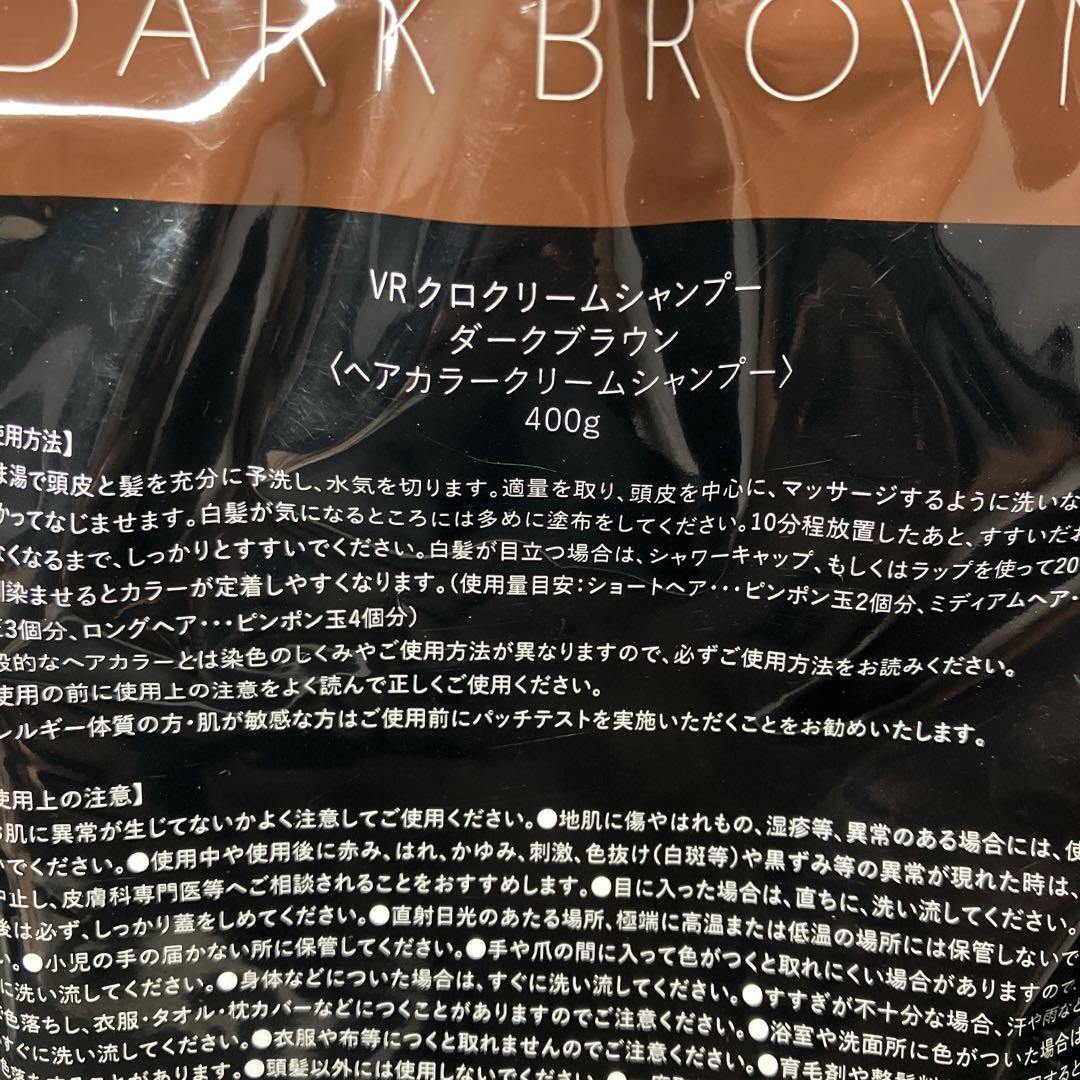 DARK BROWN
VR クロクリームシャンプー
ダークブラウン
〈ヘアカラークリームシャンプー〉
400g
使用方法】
湯で頭皮と髪を充分に予洗し、水気を切ります。適量を取り、頭皮を中心に、マッサージするように洗いな
かってなじませます。白髪が気になるところには多めに塗布をしてください。10分程放置したあと、すすいだお
なくなるまで、しっかりとすすいでください。白髪が目立つ場合は、シャワーキャップ、もしくはラップを使って20
染ませるとカラーが定着しやすくなります。(使用量目安:ショートヘア・・・ピンポン玉2個分、ミディアムヘア・
玉3個分、ロングヘア・・・ピンポン玉4個分)
般的なヘアカラーとは染色のしくみやご使用方法が異なりますので、必ずご使用方法をお読みください。
使用の前に使用上の注意をよく読んで正しくご使用ください。
レルギー体質の方・肌が敏感な方はご使用前にパッチテストを実施いただくことをお勧めいたします。
使用上の注意】
お肌に異常が生じてないかよく注意してご使用ください。●地肌に傷やはれもの、湿疹等、異常のある場合には、使
いでください。●使用中や使用後に赤み、はれ、かゆみ、刺激、色抜け(白斑等)や黒ずみ等の異常が現れた時は、
中止し、皮膚科専門医等へご相談されることをおすすめします。●目に入った場合は、直ちに、洗い流してください。
後は必ず、しっかり蓋をしめてください。●直射日光のあたる場所、極端に高温または低温の場所には保管しないで
い。●小児の手の届かない所に保管してください。●手や爪の間に入って色がつくと取れにくい場合がありますので、
に洗い流してください。●身体などについた場合は、すぐに洗い流してください。●すすぎが不十分な場合、汗や雨など
色落ちし、衣服・タオル・枕カバーなどにつくことがありますのでご注意ください。●浴室や洗面所に色がついた場合は
すぐに洗い流してください。●衣服や布等につくと取れませんのでご注意ください。
があります。●頭髪以外には使用しないでください。